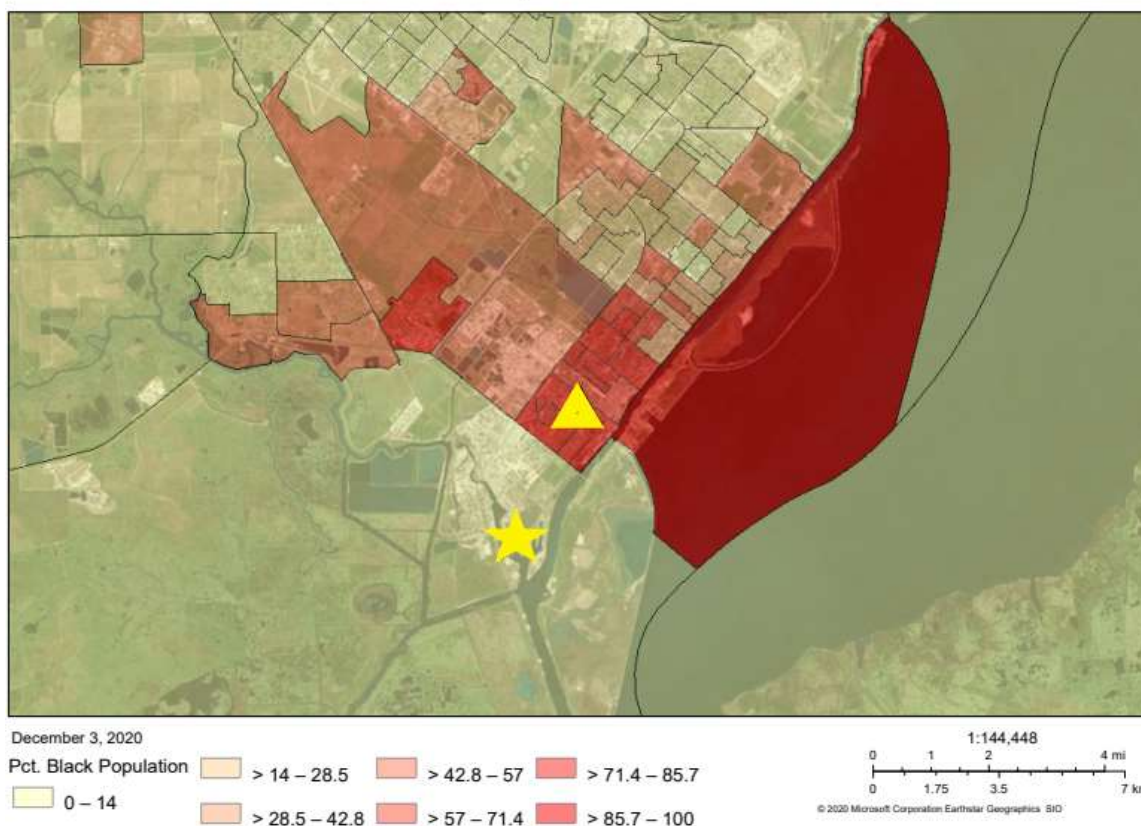 December 3, 2020
Pct. Black Population
0 – 14
> 14 – 28.5
> 28.5 – 42.8
> 42.8 – 57
> 57 – 71.4
> 71.4 – 85.7
> 85.7 – 100
1:144,448
0 1 2 4 mi
0 1.75 3.5 7 km
© 2020 Microsoft Corporation Earthstar Geographics SIO